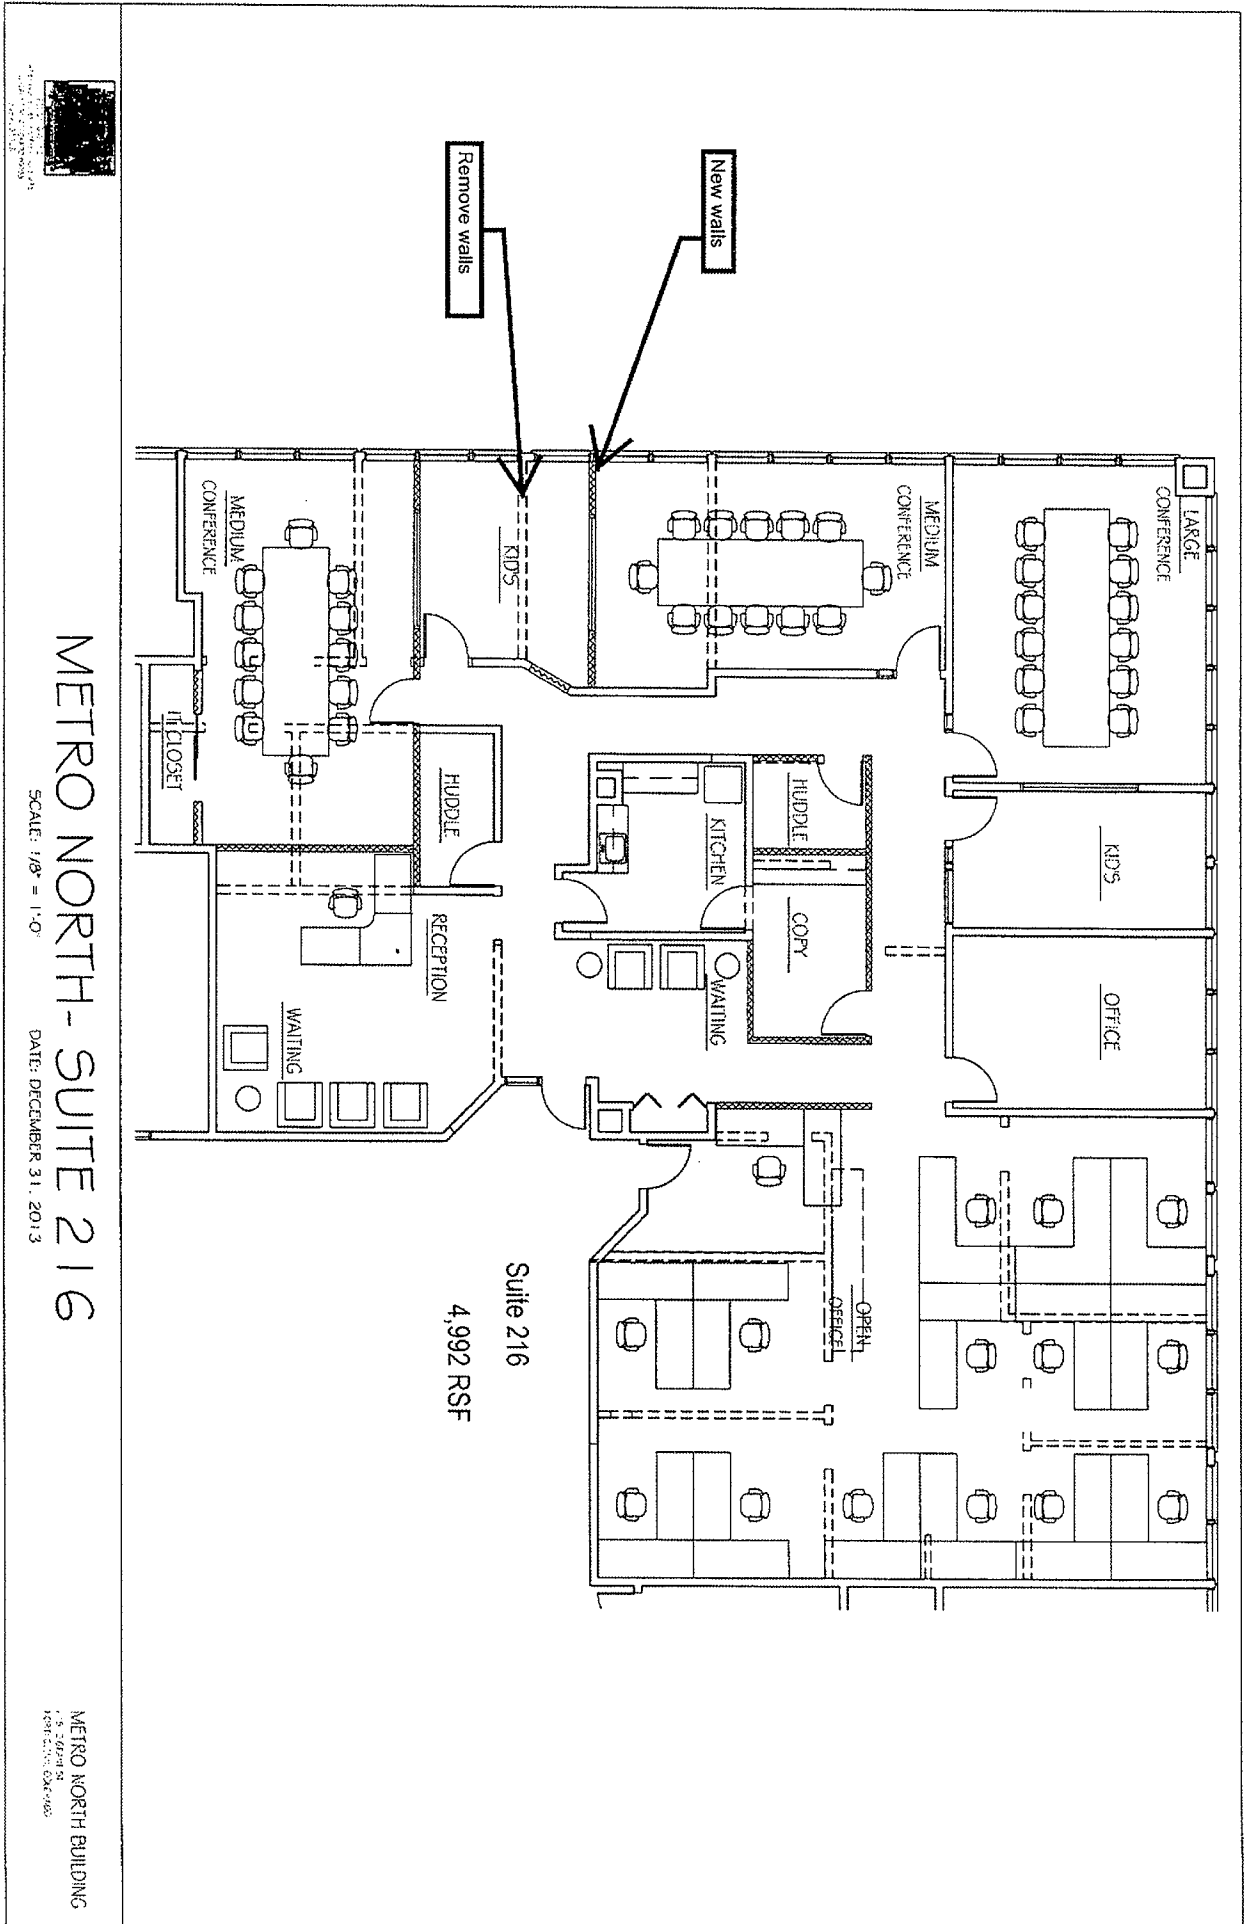 LARGE
CONFERENCE
KID'S
OFFICE
MEDIUM
CONFERENCE
New walls
HUDDLE
COPY
OPEN
OFFICE
KITCHEN
WAITING
KID'S
Remove walls
HUDDLE
RECEPTION
Suite 216
4,992 RSF
MEDIUM
CONFERENCE
WAITING
IT CLOSET
METRO NORTH- SUITE 216
SCALE: 1/8" = 1'-0"
DATE: DECEMBER 31, 2013
METRO NORTH BUILDING